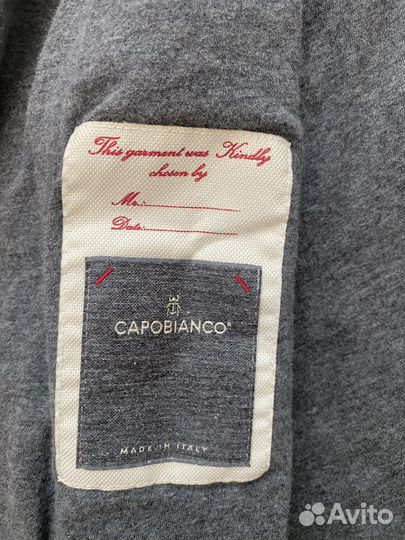 This garment was Kindly
chosen by
Mr.:
Date:
CAPOBIANCO®
MADE IN ITALY
Avito